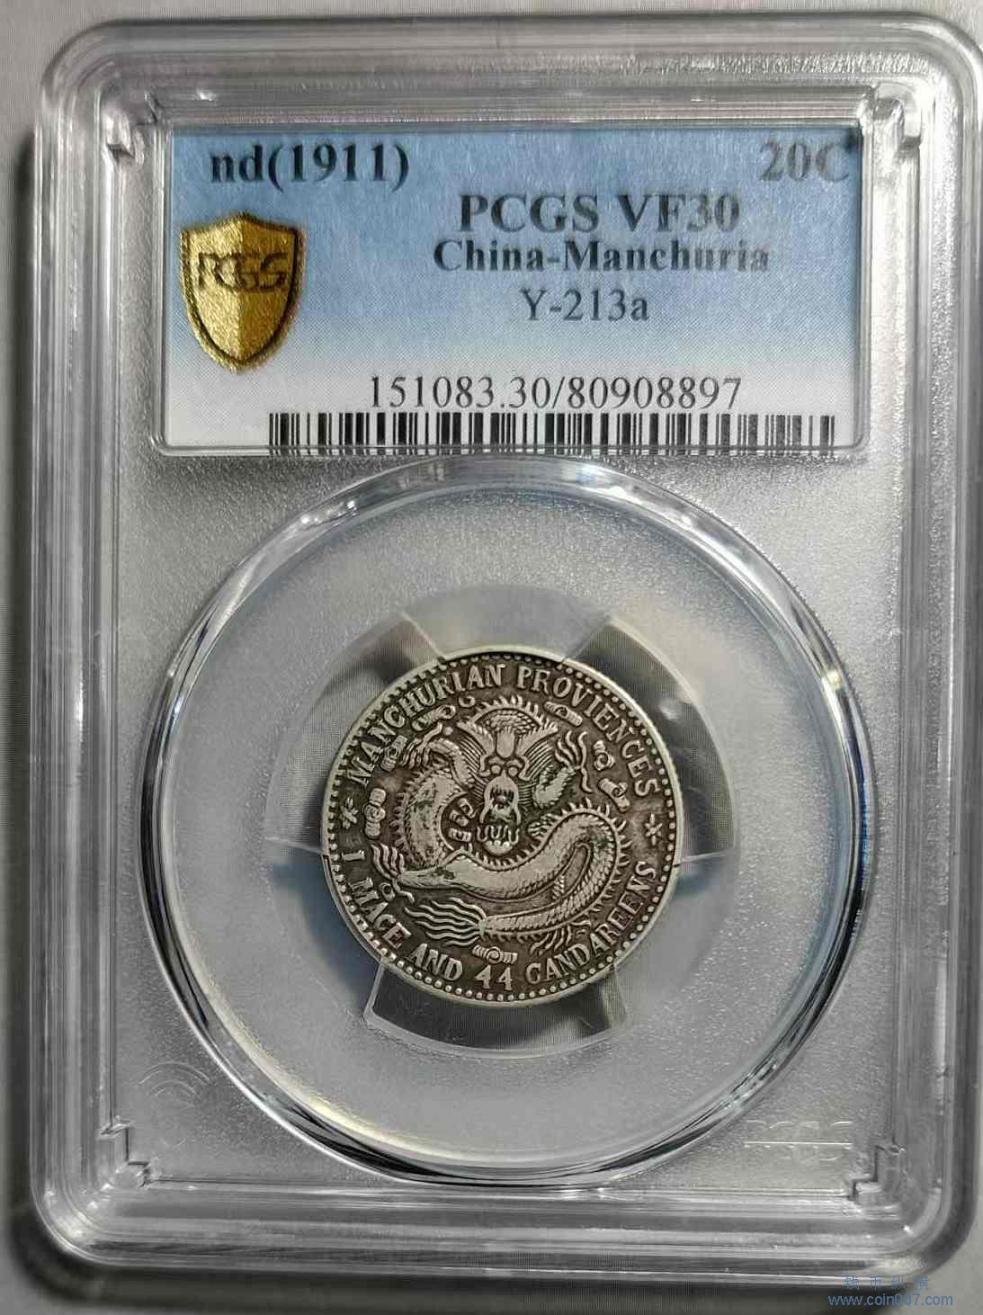 nd(1911) 20C
PCGS VF30
China-Manchuria
Y-213a
PCGS
151083.30/80908897
MANCHURIAN PROVIENCES
1 MACE AND 44 CANDAREENS
www.coin007.com